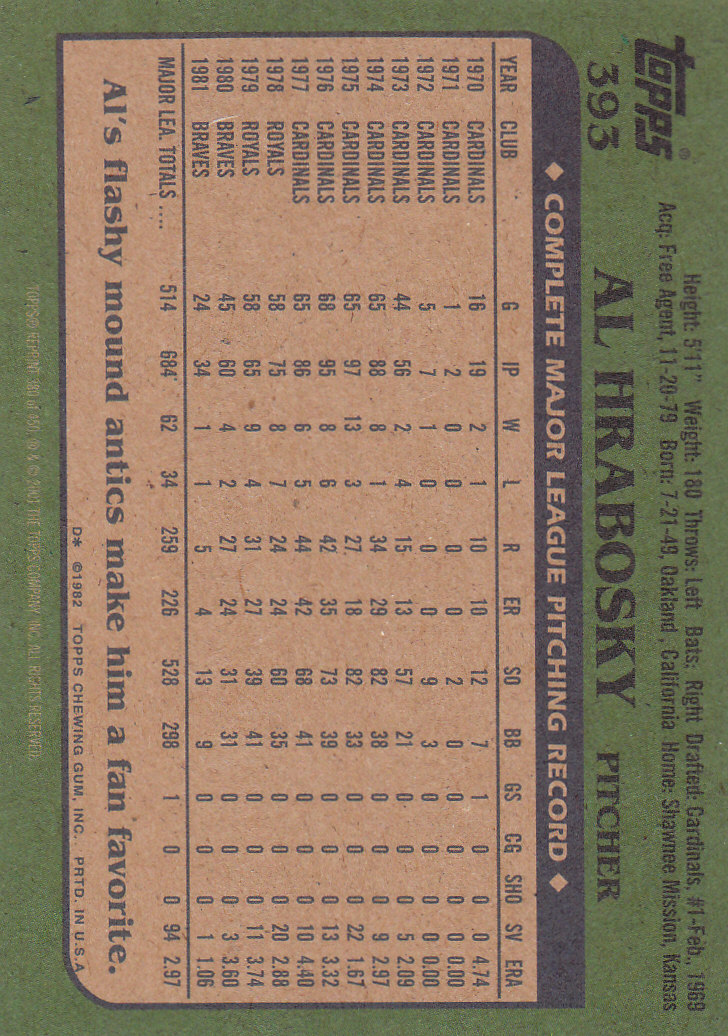 topps®
393
Height: 5'11" Weight: 180 Throws: Left Bats: Right Drafted: Cardinals, #1-Feb., 1969
Acq: Free Agent, 11-20-79 Born: 7-21-49, Oakland, California Home: Shawnee Mission, Kansas
AL HRABOSKY PITCHER
◆ COMPLETE MAJOR LEAGUE PITCHING RECORD ◆
YEAR CLUB G IP W L R ER SO BB GS CG SHO SV ERA
1970 CARDINALS 16 19 2 1 10 10 12 7 1 0 0 0 4.74
1971 CARDINALS 1 2 0 0 0 0 2 0 0 0 0 0 0.00
1972 CARDINALS 5 7 1 0 0 0 9 3 0 0 0 0 0.00
1973 CARDINALS 44 56 2 4 15 13 57 21 0 0 0 5 2.09
1974 CARDINALS 65 88 8 1 34 29 82 38 0 0 0 9 2.97
1975 CARDINALS 65 97 13 3 27 18 82 33 0 0 0 22 1.67
1976 CARDINALS 68 95 8 6 42 35 73 39 0 0 0 13 3.32
1977 CARDINALS 65 86 6 5 44 42 68 41 0 0 0 10 4.40
1978 ROYALS 58 75 8 7 24 24 60 35 0 0 0 20 2.88
1979 ROYALS 58 65 9 4 31 27 39 41 0 0 0 11 3.74
1980 BRAVES 45 60 4 2 27 24 31 31 0 0 0 3 3.60
1981 BRAVES 24 34 1 1 5 4 13 9 0 0 0 1 1.06
MAJOR LEA. TOTALS .... 514 684 62 34 259 226 528 298 1 0 0 94 2.97
Al's flashy mound antics make him a fan favorite.
D* ©1982 TOPPS CHEWING GUM, INC. PRTD. IN U.S.A
THE TOPPS COMPANY, INC. ALL RIGHTS RESERVED.